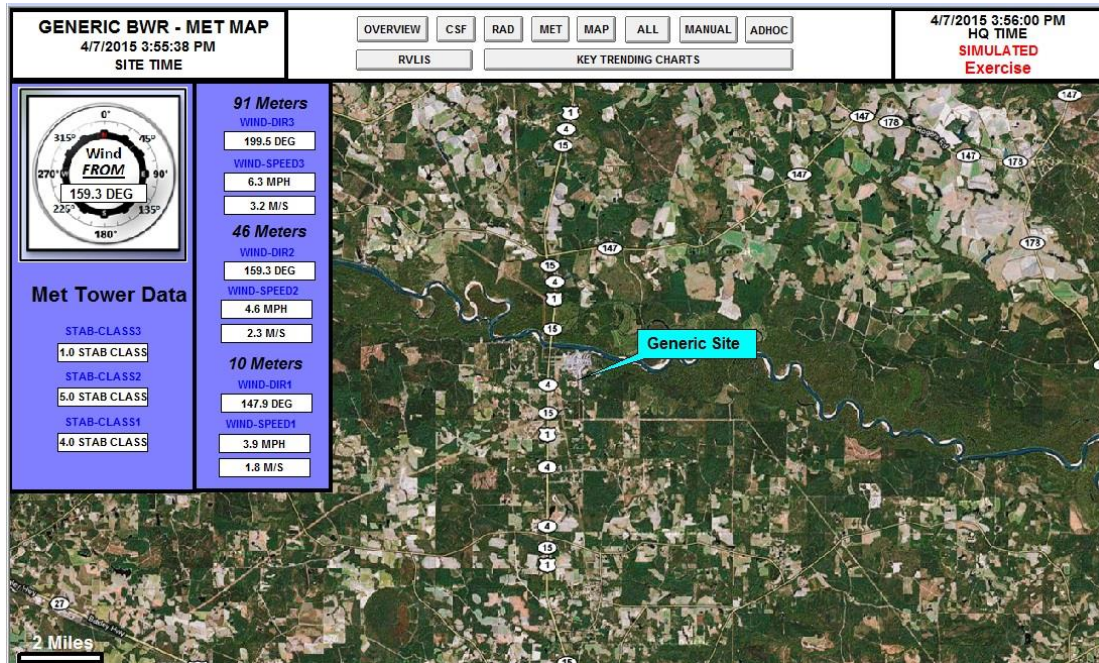 GENERIC BWR - MET MAP
4/7/2015 3:55:38 PM
SITE TIME
OVERVIEW
CSF
RAD
MET
MAP
ALL
MANUAL
ADHOC
RVLIS
KEY TRENDING CHARTS
4/7/2015 3:56:00 PM
HQ TIME
SIMULATED
Exercise
0°
45°
90°
135°
180°
225°
270°
315°
Wind
FROM
159.3 DEG
Met Tower Data
STAB-CLASS3
1.0 STAB CLASS
STAB-CLASS2
5.0 STAB CLASS
STAB-CLASS1
4.0 STAB CLASS
91 Meters
WIND-DIR3
199.5 DEG
WIND-SPEED3
6.3 MPH
3.2 M/S
46 Meters
WIND-DIR2
159.3 DEG
WIND-SPEED2
4.6 MPH
2.3 M/S
10 Meters
WIND-DIR1
147.9 DEG
WIND-SPEED1
3.9 MPH
1.8 M/S
1
4
15
147
178
147
147
178
147
147
178
15
4
1
15
Generic Site
4
15
1
4
4
15
1
27
Baxley Hwy
15
2 Miles